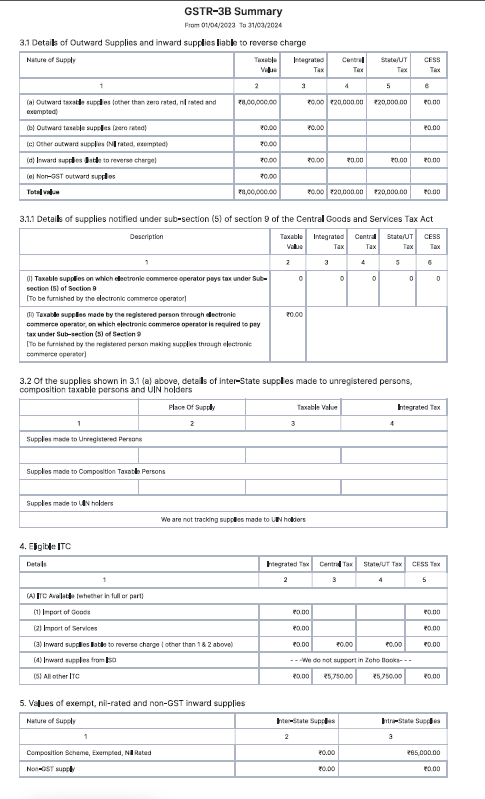 GSTR-3B Summary
From 01/04/2023 To 31/03/2024
3.1 Details of Outward Supplies and inward supplies liable to reverse charge
Nature of Supply Taxable Value Integrated Tax Central Tax State/UT Tax CESS Tax
1 2 3 4 5 6
(a) Outward taxable supplies (other than zero rated, nil rated and exempted) ₹8,00,000.00 ₹0.00 ₹20,000.00 ₹20,000.00 ₹0.00
(b) Outward taxable supplies (zero rated) ₹0.00 ₹0.00 ₹0.00
(c) Other outward supplies (Nil rated, exempted) ₹0.00
(d) Inward supplies (liable to reverse charge) ₹0.00 ₹0.00 ₹0.00 ₹0.00 ₹0.00
(e) Non-GST outward supplies ₹0.00
Total value ₹8,00,000.00 ₹0.00 ₹20,000.00 ₹20,000.00 ₹0.00
3.1.1 Details of supplies notified under sub-section (5) of section 9 of the Central Goods and Services Tax Act
Description Taxable Value Integrated Tax Central Tax State/UT Tax CESS Tax
1 2 3 4 5 6
(i) Taxable supplies on which electronic commerce operator pays tax under Sub-section (5) of Section 9 0 0 0 0 0
[To be furnished by the electronic commerce operator]
(ii) Taxable supplies made by the registered person through electronic commerce operator, on which electronic commerce operator is required to pay tax under Sub-section (5) of Section 9 ₹0.00
[To be furnished by the registered person making supplies through electronic commerce operator]
3.2 Of the supplies shown in 3.1 (a) above, details of inter-State supplies made to unregistered persons,
composition taxable persons and UIN holders
Place Of Supply Taxable Value Integrated Tax
1 2 3 4
Supplies made to Unregistered Persons
Supplies made to Composition Taxable Persons
Supplies made to UIN holders
We are not tracking supplies made to UIN holders
4. Eligible ITC
Details Integrated Tax Central Tax State/UT Tax CESS Tax
1 2 3 4 5
(A) ITC Available (whether in full or part)
(1) Import of Goods ₹0.00 ₹0.00
(2) Import of Services ₹0.00 ₹0.00
(3) Inward supplies liable to reverse charge ( other than 1 & 2 above) ₹0.00 ₹0.00 ₹0.00 ₹0.00
(4) Inward supplies from ISD ---We do not support in Zoho Books---
(5) All other ITC ₹0.00 ₹5,750.00 ₹5,750.00 ₹0.00
5. Values of exempt, nil-rated and non-GST inward supplies
Nature of Supply Inter-State Supplies Intra-State Supplies
1 2 3
Composition Scheme, Exempted, Nil Rated ₹0.00 ₹65,000.00
Non-GST supply ₹0.00 ₹0.00